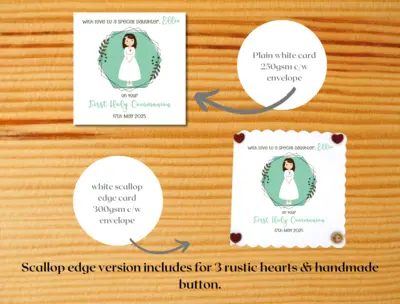 With love to a special daughter, Ellie
on your
First Holy Communion
17th May 2025
Plain white card
250gsm c/w
envelope
With love to a special daughter, Ellie
on your
First Holy Communion
17th May 2025
white scallop
edge card
300gsm c/w
envelope
Scallop edge version includes for 3 rustic hearts & handmade
button.